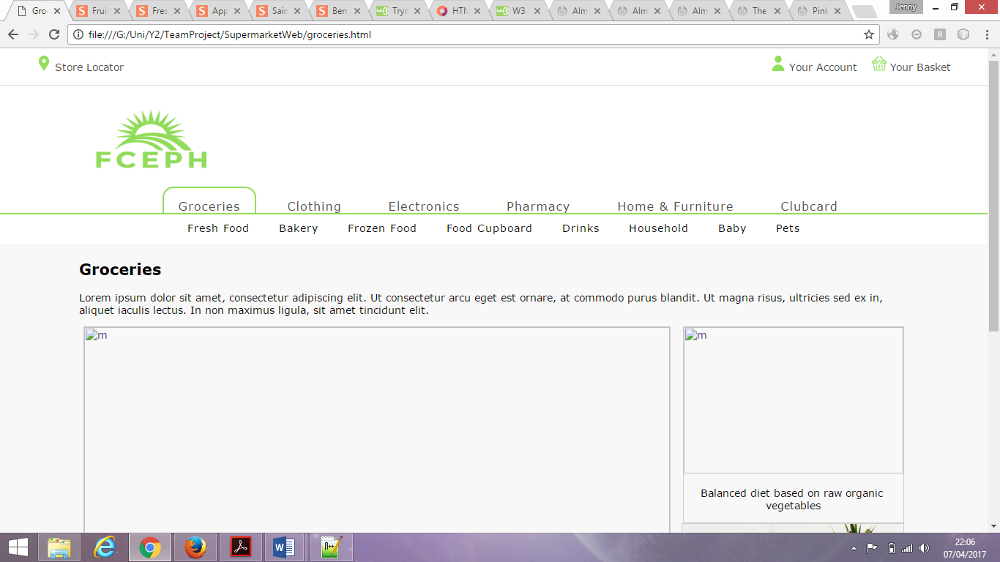 Groc
Fruit
Fres
App
Sain
Berr
Tryin
HTN
W3
Alm
Alm
Alm
The
Pink
Jenny
file:///G:/Uni/Y2/TeamProject/SupermarketWeb/groceries.html
R
Store Locator
Your Account
Your Basket
FCEPH
Groceries Clothing Electronics Pharmacy Home & Furniture Clubcard
Fresh Food Bakery Frozen Food Food Cupboard Drinks Household Baby Pets
Groceries
Lorem ipsum dolor sit amet, consectetur adipiscing elit. Ut consectetur arcu eget est ornare, at commodo purus blandit. Ut magna risus, ultricies sed ex in,
aliquet iaculis lectus. In non maximus ligula, sit amet tincidunt elit.
m
m
Balanced diet based on raw organic
vegetables
22:06
07/04/2017